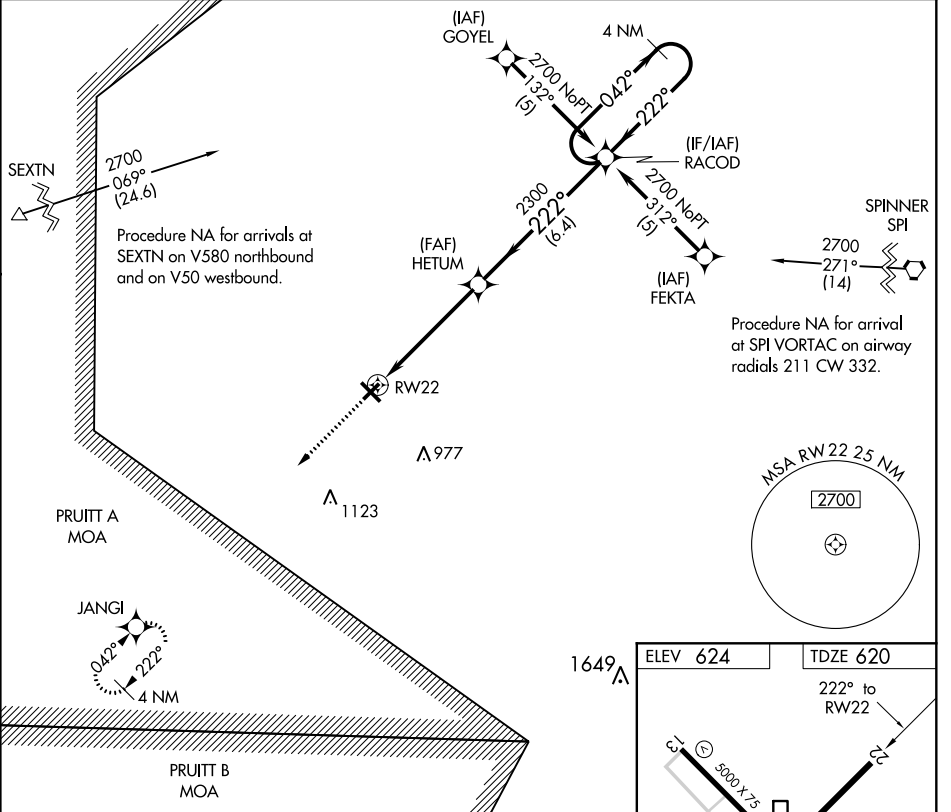 (IAF)
GOYEL
4 NM
2700 NoPT
132°
(5)
042°
222°
(IF/IAF)
RACOD
SEXTN
2700
069°
(24.6)
2300
222°
(6.4)
2700 NoPT
312°
(5)
SPINNER
SPI
2700
271°
(14)
Procedure NA for arrivals at
SEXTN on V580 northbound
and on V50 westbound.
(FAF)
HETUM
(IAF)
FEKTA
Procedure NA for arrival
at SPI VORTAC on airway
radials 211 CW 332.
RW22
977
1123
MSA RW22 25 NM
2700
PRUITT A
MOA
JANGI
042°
222°
4 NM
1649
ELEV 624
TDZE 620
222° to
RW22
13
5000 X 75
22
PRUITT B
MOA